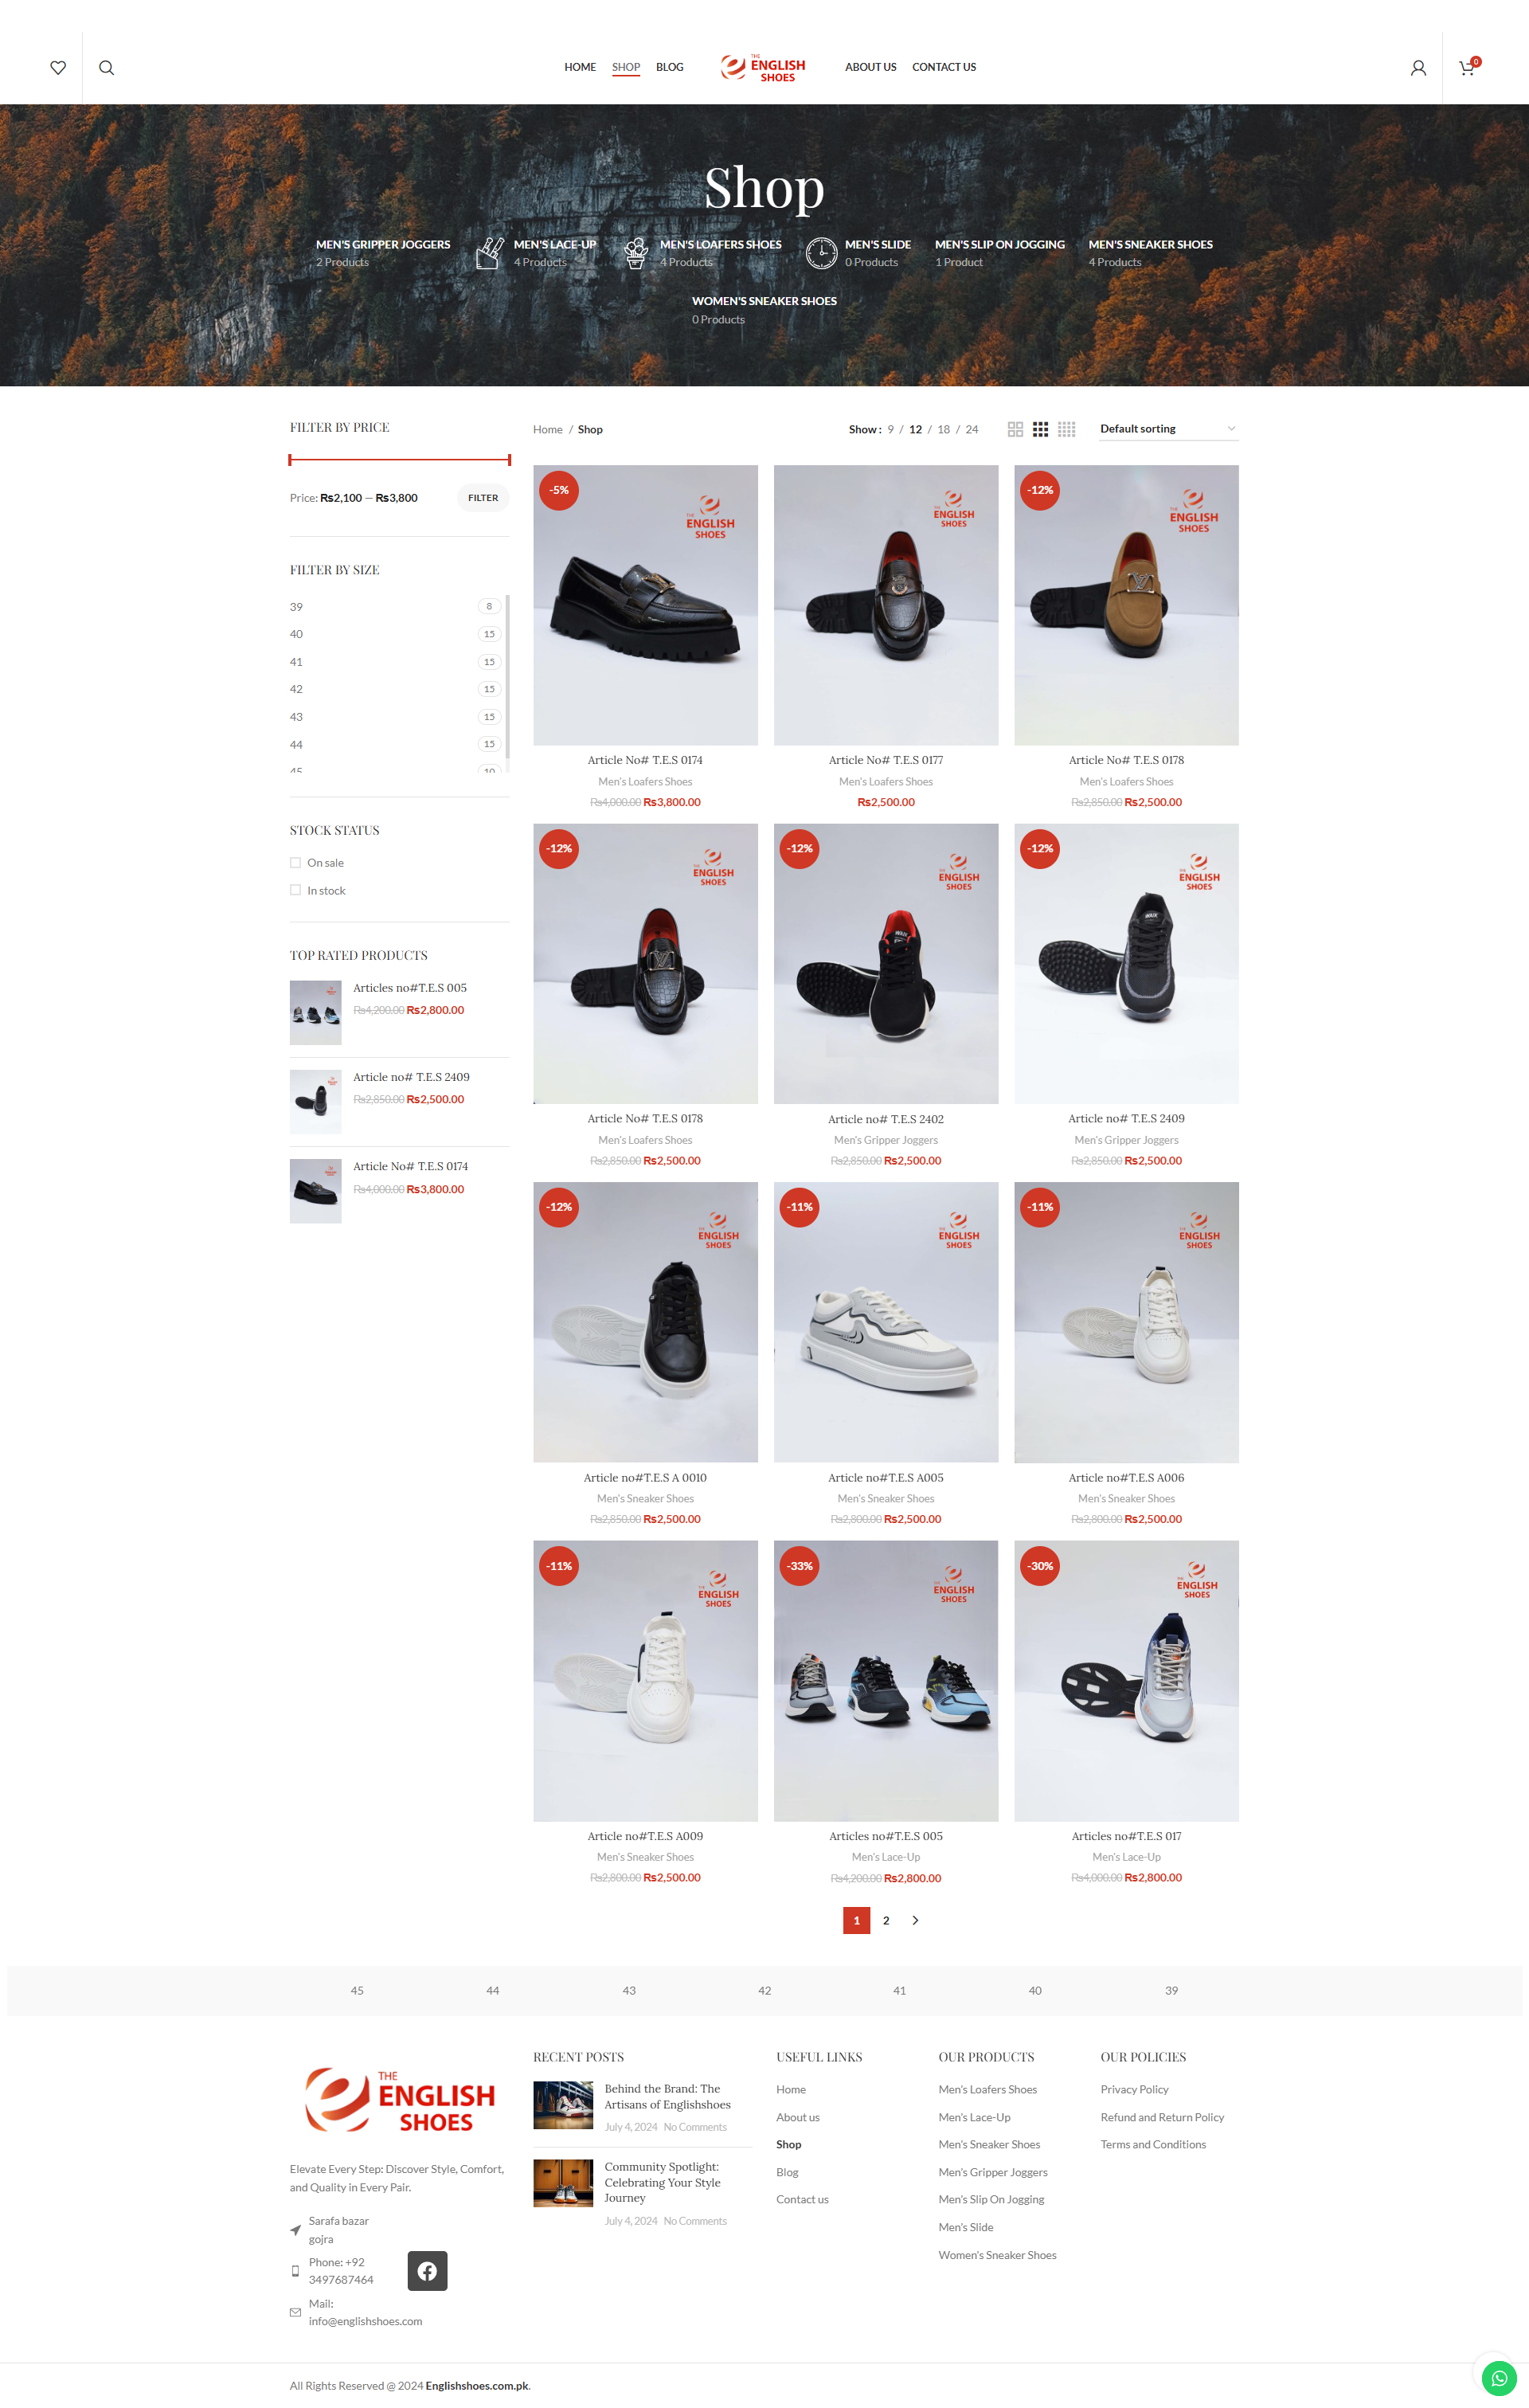 HOME
SHOP
BLOG
THE
ENGLISH
SHOES
ABOUT US
CONTACT US
0
Shop
MEN'S GRIPPER JOGGERS
2 Products
MEN'S LACE-UP
4 Products
MEN'S LOAFERS SHOES
4 Products
MEN'S SLIDE
0 Products
MEN'S SLIP ON JOGGING
1 Product
MEN'S SNEAKER SHOES
4 Products
WOMEN'S SNEAKER SHOES
0 Products
FILTER BY PRICE
Price: ₨2,100 — ₨3,800
FILTER
FILTER BY SIZE
39 8
40 15
41 15
42 15
43 15
44 15
45 10
STOCK STATUS
On sale
In stock
TOP RATED PRODUCTS
Articles no#T.E.S 005
₨4,200.00 ₨2,800.00
Article no# T.E.S 2409
₨2,850.00 ₨2,500.00
Article No# T.E.S 0174
₨4,000.00 ₨3,800.00
Home / Shop
Show : 9 / 12 / 18 / 24
Default sorting
-5%
THE
ENGLISH
SHOES
Article No# T.E.S 0174
Men's Loafers Shoes
₨4,000.00 ₨3,800.00
THE
ENGLISH
SHOES
Article No# T.E.S 0177
Men's Loafers Shoes
₨2,500.00
-12%
THE
ENGLISH
SHOES
Article No# T.E.S 0178
Men's Loafers Shoes
₨2,850.00 ₨2,500.00
-12%
THE
ENGLISH
SHOES
Article No# T.E.S 0178
Men's Loafers Shoes
₨2,850.00 ₨2,500.00
-12%
THE
ENGLISH
SHOES
Article no# T.E.S 2402
Men's Gripper Joggers
₨2,850.00 ₨2,500.00
-12%
THE
ENGLISH
SHOES
Article no# T.E.S 2409
Men's Gripper Joggers
₨2,850.00 ₨2,500.00
-12%
THE
ENGLISH
SHOES
Article no#T.E.S A 0010
Men's Sneaker Shoes
₨2,850.00 ₨2,500.00
-11%
THE
ENGLISH
SHOES
Article no#T.E.S A005
Men's Sneaker Shoes
₨2,800.00 ₨2,500.00
-11%
THE
ENGLISH
SHOES
Article no#T.E.S A006
Men's Sneaker Shoes
₨2,800.00 ₨2,500.00
-11%
THE
ENGLISH
SHOES
Article no#T.E.S A009
Men's Sneaker Shoes
₨2,800.00 ₨2,500.00
-33%
THE
ENGLISH
SHOES
Articles no#T.E.S 005
Men's Lace-Up
₨4,200.00 ₨2,800.00
-30%
THE
ENGLISH
SHOES
Articles no#T.E.S 017
Men's Lace-Up
₨4,000.00 ₨2,800.00
1 2
45 44 43 42 41 40 39
THE
ENGLISH
SHOES
Elevate Every Step: Discover Style, Comfort,
and Quality in Every Pair.
Sarafa bazar
gojra
Phone: +92
3497687464
Mail:
info@englishshoes.com
RECENT POSTS
Behind the Brand: The
Artisans of Englishshoes
July 4, 2024 No Comments
Community Spotlight:
Celebrating Your Style
Journey
July 4, 2024 No Comments
USEFUL LINKS
Home
About us
Shop
Blog
Contact us
OUR PRODUCTS
Men's Loafers Shoes
Men's Lace-Up
Men's Sneaker Shoes
Men's Gripper Joggers
Men's Slip On Jogging
Men's Slide
Women's Sneaker Shoes
OUR POLICIES
Privacy Policy
Refund and Return Policy
Terms and Conditions
All Rights Reserved @ 2024 Englishshoes.com.pk.